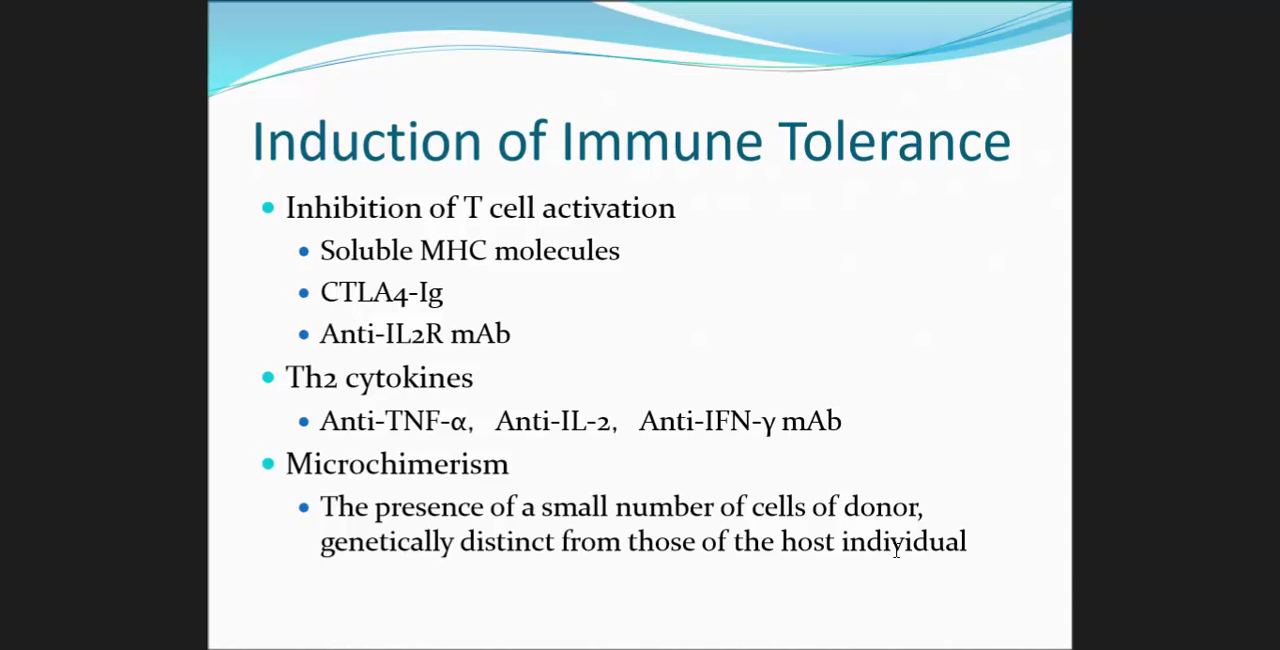 Induction of Immune Tolerance
• Inhibition of T cell activation
• Soluble MHC molecules
• CTLA4-Ig
• Anti-IL2R mAb
• Th2 cytokines
• Anti-TNF-α, Anti-IL-2, Anti-IFN-γ mAb
• Microchimerism
• The presence of a small number of cells of donor,
genetically distinct from those of the host individual